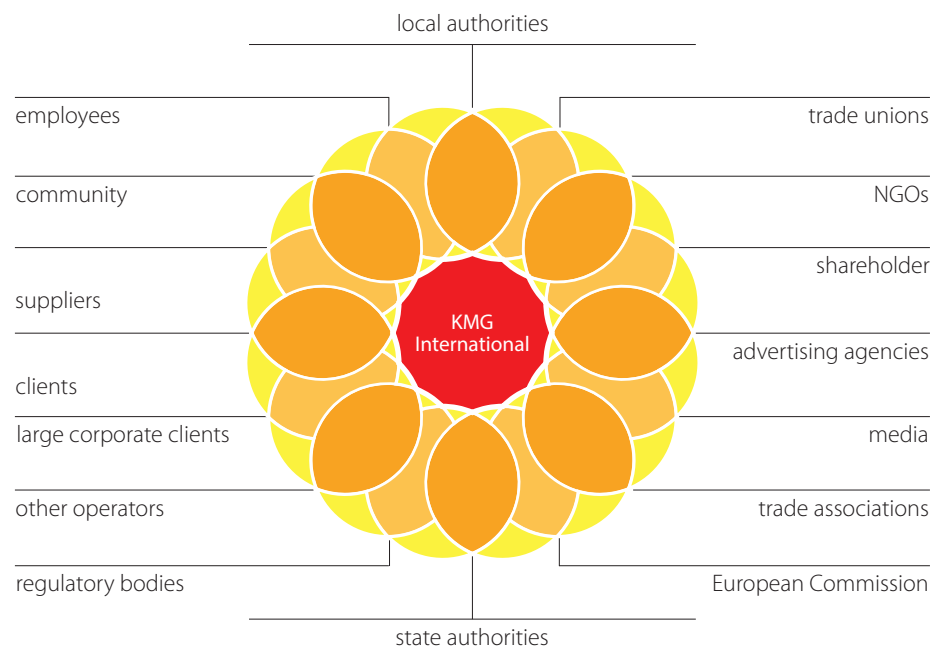 local authorities
employees
trade unions
community
NGOs
shareholder
suppliers
KMG
International
advertising agencies
clients
large corporate clients
media
other operators
trade associations
regulatory bodies
European Commission
state authorities